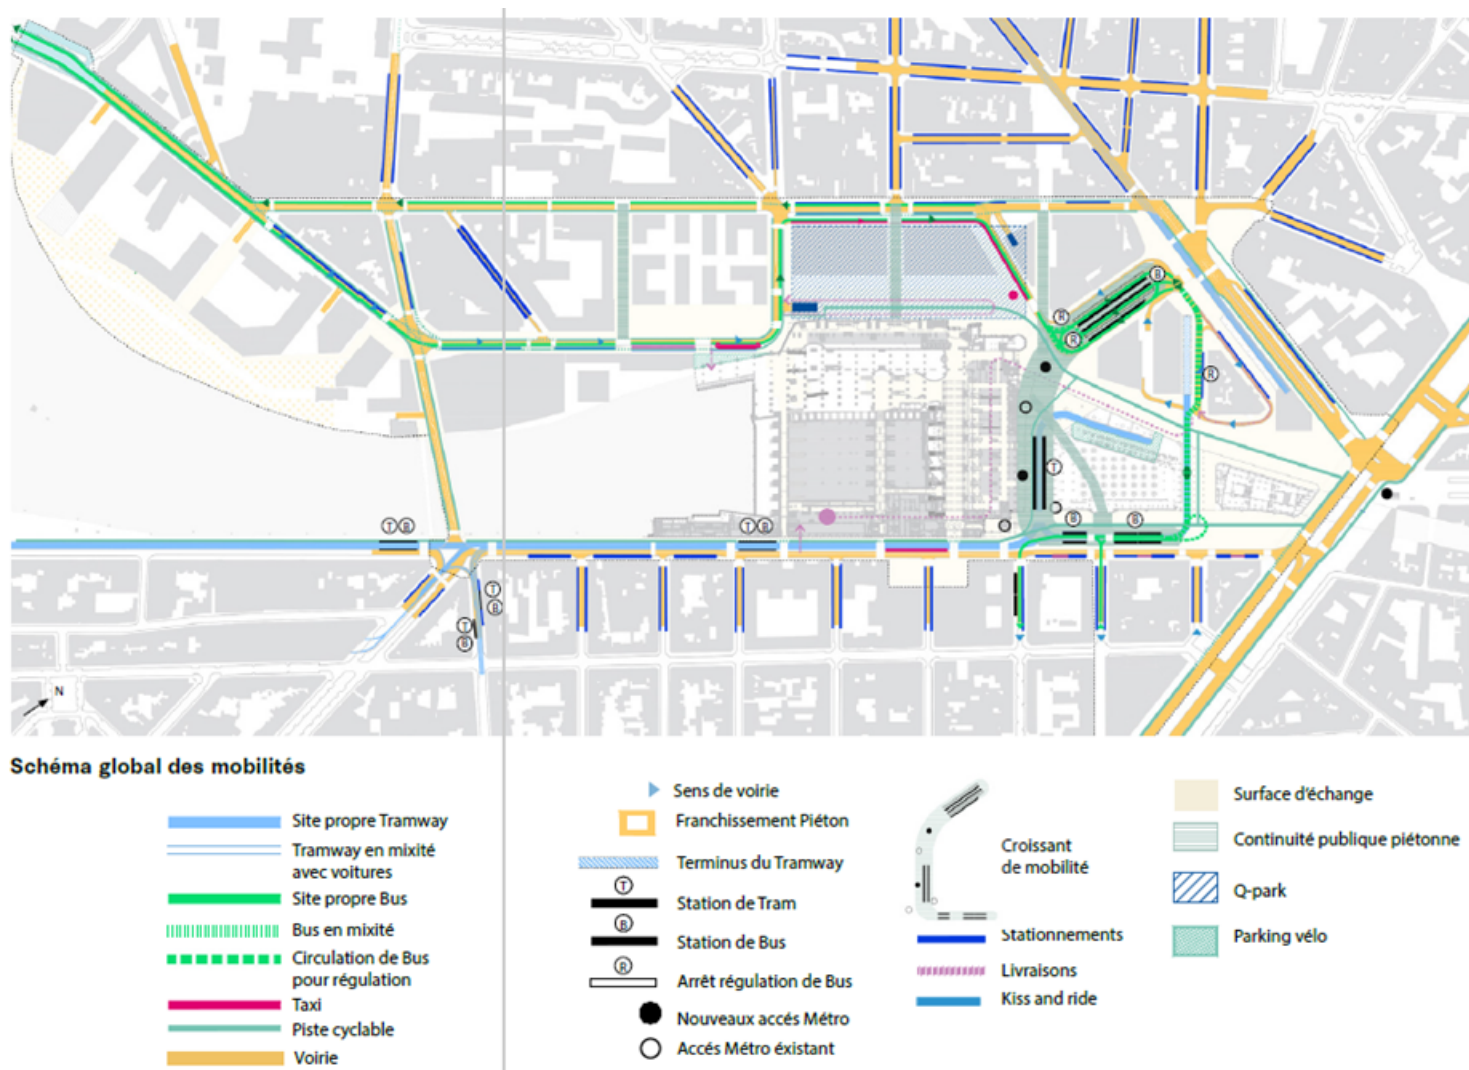 B
R
R
R
T
T B
T B
B
B
T
B
T
B
N
Schéma global des mobilités
Site propre Tramway
Tramway en mixité
avec voitures
Site propre Bus
Bus en mixité
Circulation de Bus
pour régulation
Taxi
Piste cyclable
Voirie
Sens de voirie
Franchissement Piéton
Terminus du Tramway
T
Station de Tram
B
Station de Bus
R
Arrêt régulation de Bus
Nouveaux accés Métro
Accés Métro éxistant
Croissant
de mobilité
Stationnements
Livraisons
Kiss and ride
Surface d'échange
Continuité publique piétonne
Q-park
Parking vélo